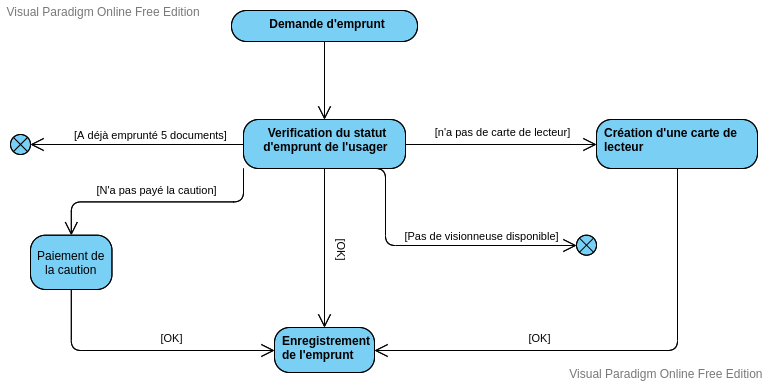 Visual Paradigm Online Free Edition
Demande d'emprunt
Verification du statut
d'emprunt de l'usager
[A déjà emprunté 5 documents]
[n'a pas de carte de lecteur]
Création d'une carte de
lecteur
[N'a pas payé la caution]
[OK]
[Pas de visionneuse disponible]
Paiement de
la caution
[OK]
[OK]
Enregistrement
de l'emprunt
Visual Paradigm Online Free Edition